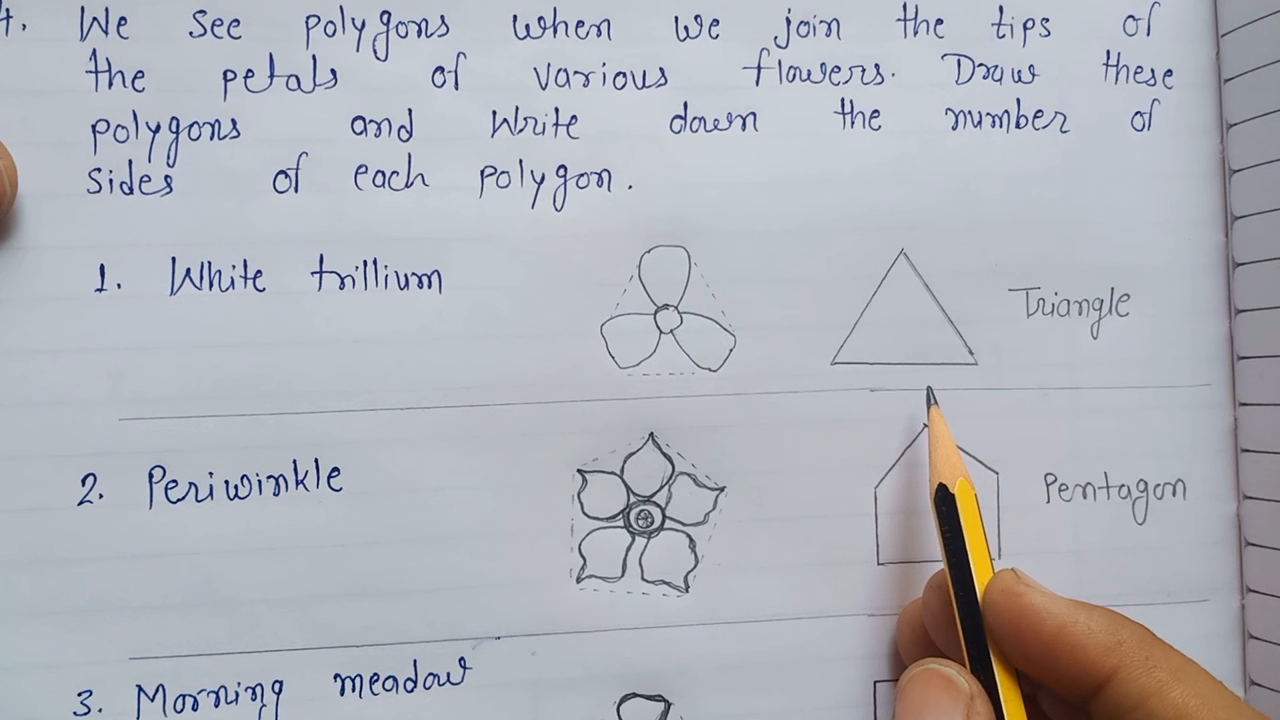 4. We see polygons when we join the tips of
the petals of various flowers. Draw these
polygons and write down the number of
sides of each polygon.
1. White trillium
Triangle
2. Periwinkle
Pentagon
3. Morning meadow